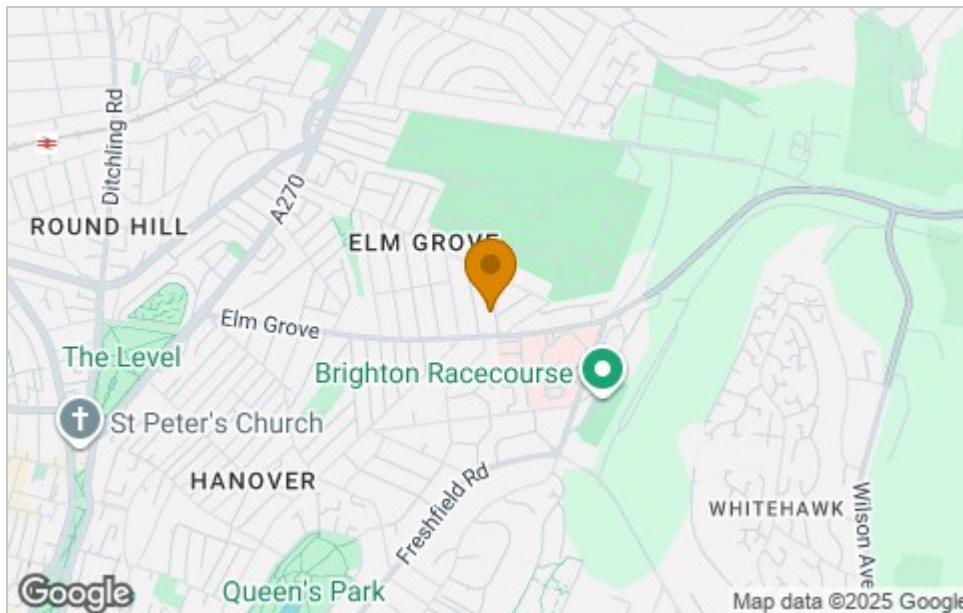 Ditchling Rd
A270
ROUND HILL
ELM GROVE
Elm Grove
The Level
Brighton Racecourse
St Peter's Church
HANOVER
Freshfield Rd
WHITEHAWK
Wilson Ave
Queen's Park
Google
Map data ©2025 Google